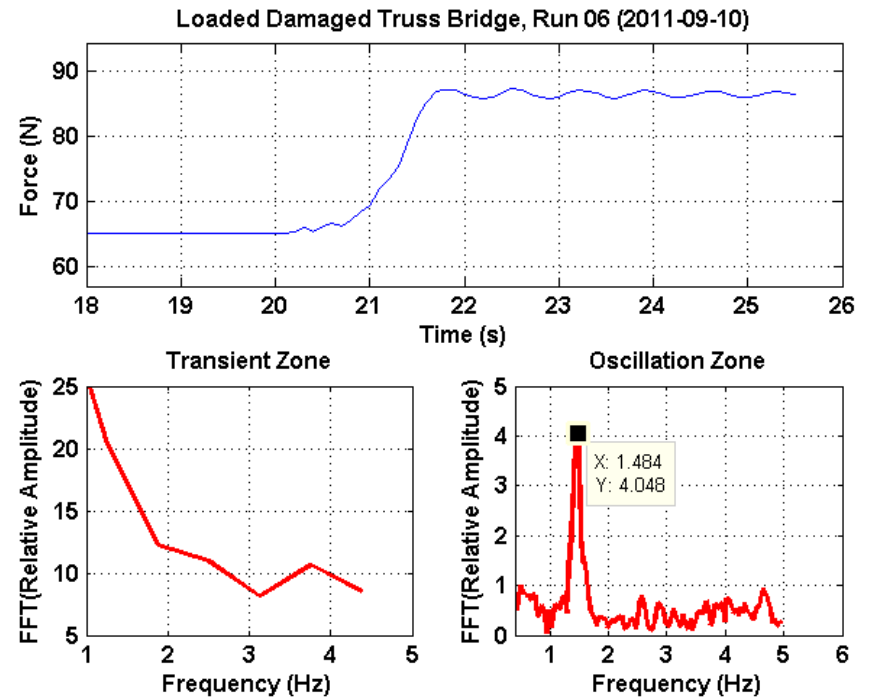 Loaded Damaged Truss Bridge, Run 06 (2011-09-10)
Force (N)
90
80
70
60
18 19 20 21 22 23 24 25 26
Time (s)
Transient Zone
FFT(Relative Amplitude)
25
20
15
10
5
1 2 3 4 5
Frequency (Hz)
Oscillation Zone
FFT(Relative Amplitude)
5
4
3
2
1
0
X: 1.484
Y: 4.048
1 2 3 4 5 6
Frequency (Hz)